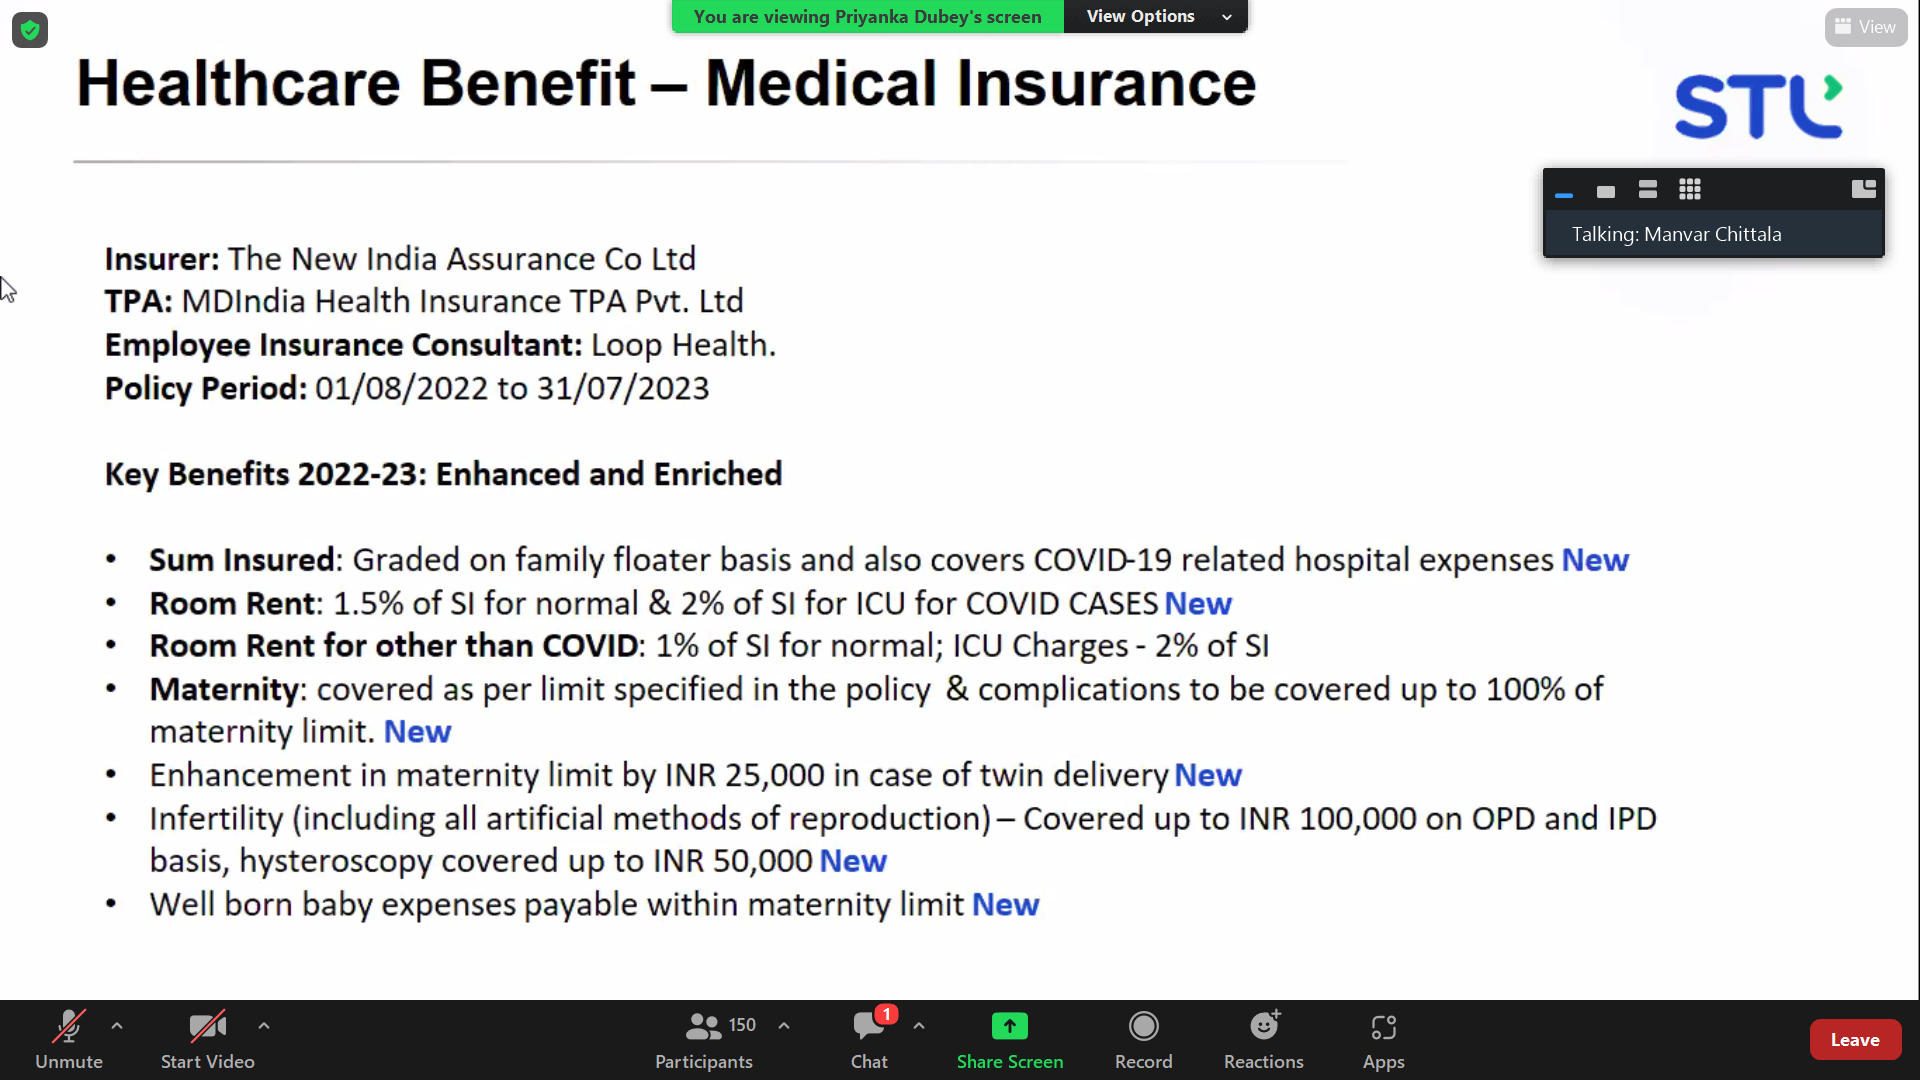 You are viewing Priyanka Dubey's screen
View Options
View
Healthcare Benefit – Medical Insurance
STL
Talking: Manvar Chittala
Insurer: The New India Assurance Co Ltd
TPA: MDIndia Health Insurance TPA Pvt. Ltd
Employee Insurance Consultant: Loop Health.
Policy Period: 01/08/2022 to 31/07/2023
Key Benefits 2022-23: Enhanced and Enriched
• Sum Insured: Graded on family floater basis and also covers COVID-19 related hospital expenses New
• Room Rent: 1.5% of SI for normal & 2% of SI for ICU for COVID CASES New
• Room Rent for other than COVID: 1% of SI for normal; ICU Charges - 2% of SI
• Maternity: covered as per limit specified in the policy & complications to be covered up to 100% of
maternity limit. New
• Enhancement in maternity limit by INR 25,000 in case of twin delivery New
• Infertility (including all artificial methods of reproduction) – Covered up to INR 100,000 on OPD and IPD
basis, hysteroscopy covered up to INR 50,000 New
• Well born baby expenses payable within maternity limit New
150
1
Unmute
Start Video
Participants
Chat
Share Screen
Record
Reactions
Apps
Leave